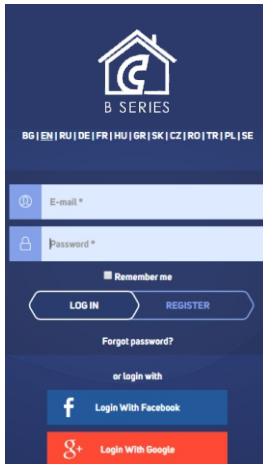 B SERIES
BG | EN | RU | DE | FR | HU | GR | SK | CZ | RO | TR | PL | SE
E-mail *
Password *
Remember me
LOG IN
REGISTER
Forgot password?
or login with
f Login With Facebook
g+ Login With Google